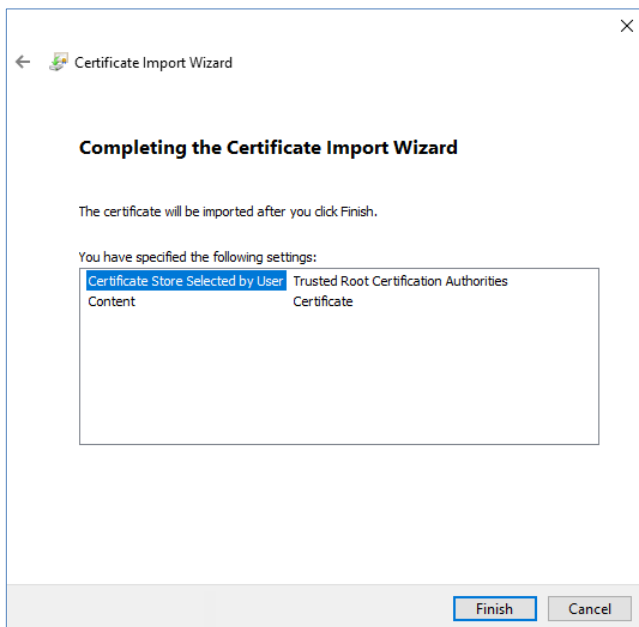 Certificate Import Wizard
Completing the Certificate Import Wizard
The certificate will be imported after you click Finish.
You have specified the following settings:
Certificate Store Selected by User Trusted Root Certification Authorities
Content Certificate
Finish Cancel